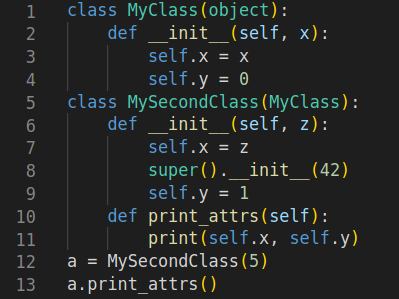 1 class MyClass(object):
2     def __init__(self, x):
3         self.x = x
4         self.y = 0
5 class MySecondClass(MyClass):
6     def __init__(self, z):
7         self.x = z
8         super().__init__(42)
9         self.y = 1
10     def print_attrs(self):
11         print(self.x, self.y)
12 a = MySecondClass(5)
13 a.print_attrs()